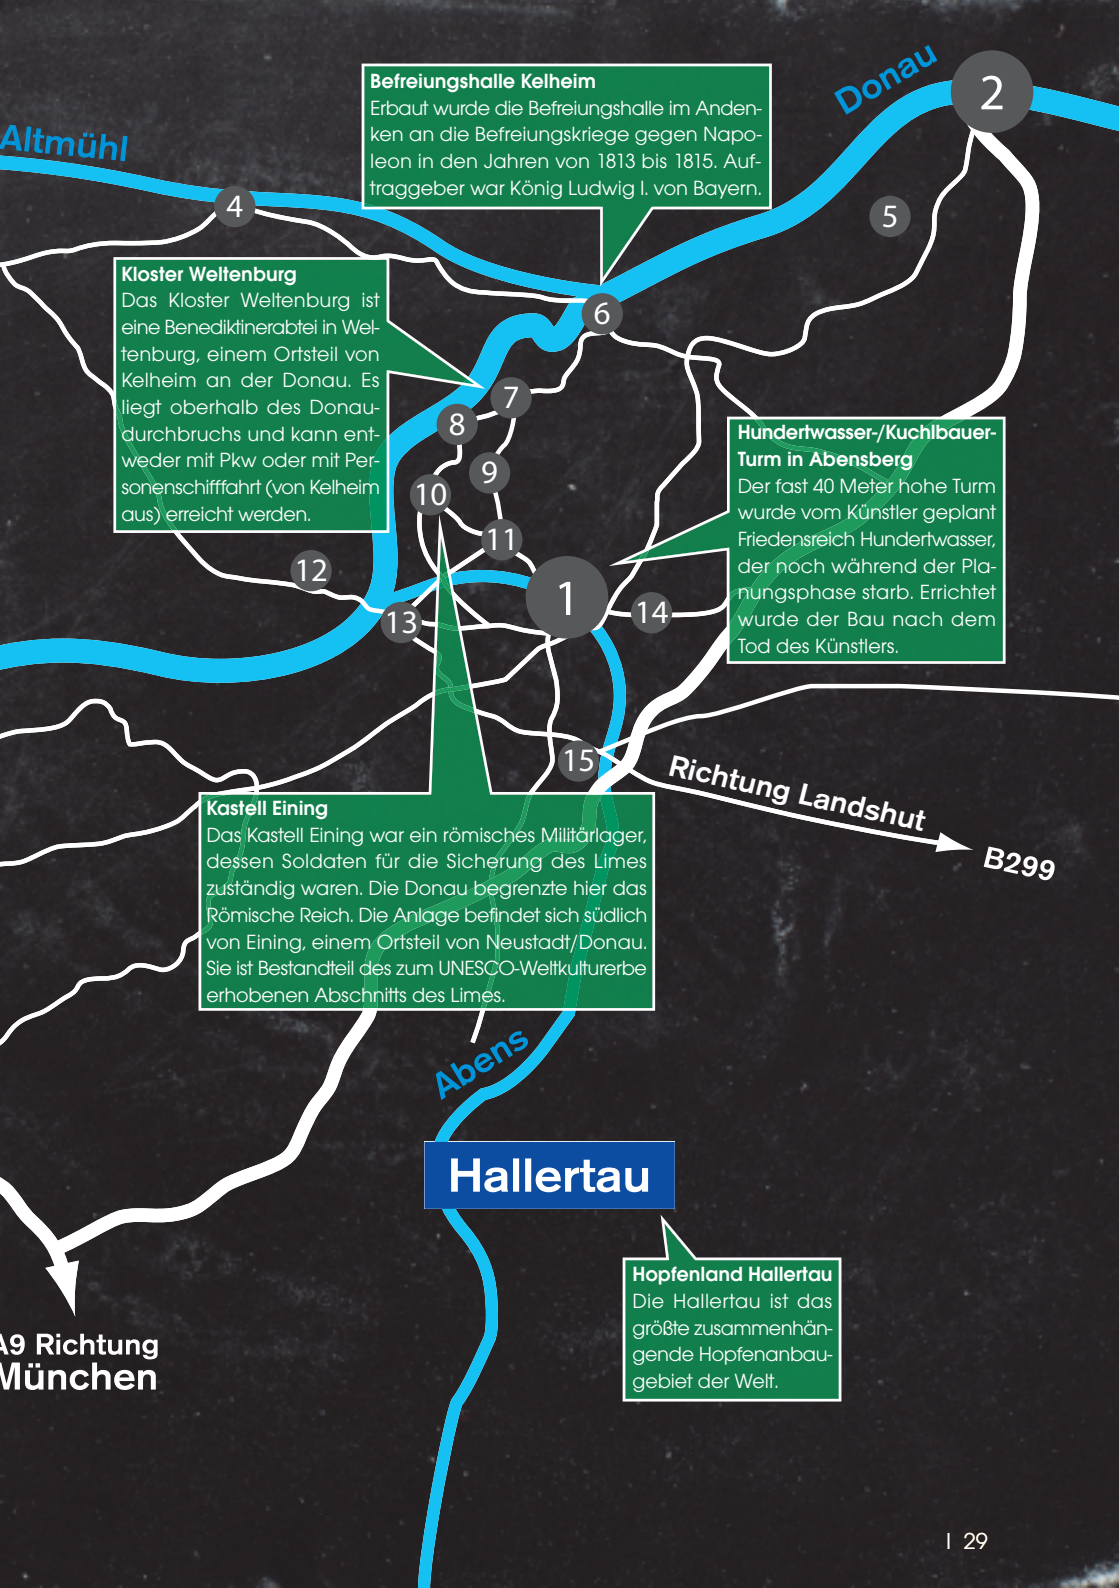 Donau
2
Befreiungshalle Kelheim
Erbaut wurde die Befreiungshalle im Anden-
ken an die Befreiungskriege gegen Napo-
leon in den Jahren von 1813 bis 1815. Auf-
traggeber war König Ludwig I. von Bayern.
Altmühl
4
5
Kloster Weltenburg
Das Kloster Weltenburg ist
eine Benediktinerabtei in Wel-
tenburg, einem Ortsteil von
Kelheim an der Donau. Es
liegt oberhalb des Donau-
durchbruchs und kann ent-
weder mit Pkw oder mit Per-
sonenschifffahrt (von Kelheim
aus) erreicht werden.
6
7
8
9
10
11
Hundertwasser-/Kuchlbauer-
Turm in Abensberg
Der fast 40 Meter hohe Turm
wurde vom Künstler geplant
Friedensreich Hundertwasser,
der noch während der Pla-
nungsphase starb. Errichtet
wurde der Bau nach dem
Tod des Künstlers.
12
1
13
14
15
Richtung Landshut
B299
Kastell Eining
Das Kastell Eining war ein römisches Militärlager,
dessen Soldaten für die Sicherung des Limes
zuständig waren. Die Donau begrenzte hier das
Römische Reich. Die Anlage befindet sich südlich
von Eining, einem Ortsteil von Neustadt/Donau.
Sie ist Bestandteil des zum UNESCO-Weltkulturerbe
erhobenen Abschnitts des Limes.
Abens
Hallertau
Hopfenland Hallertau
Die Hallertau ist das
größte zusammenhän-
gende Hopfenanbau-
gebiet der Welt.
A9 Richtung
München
I 29